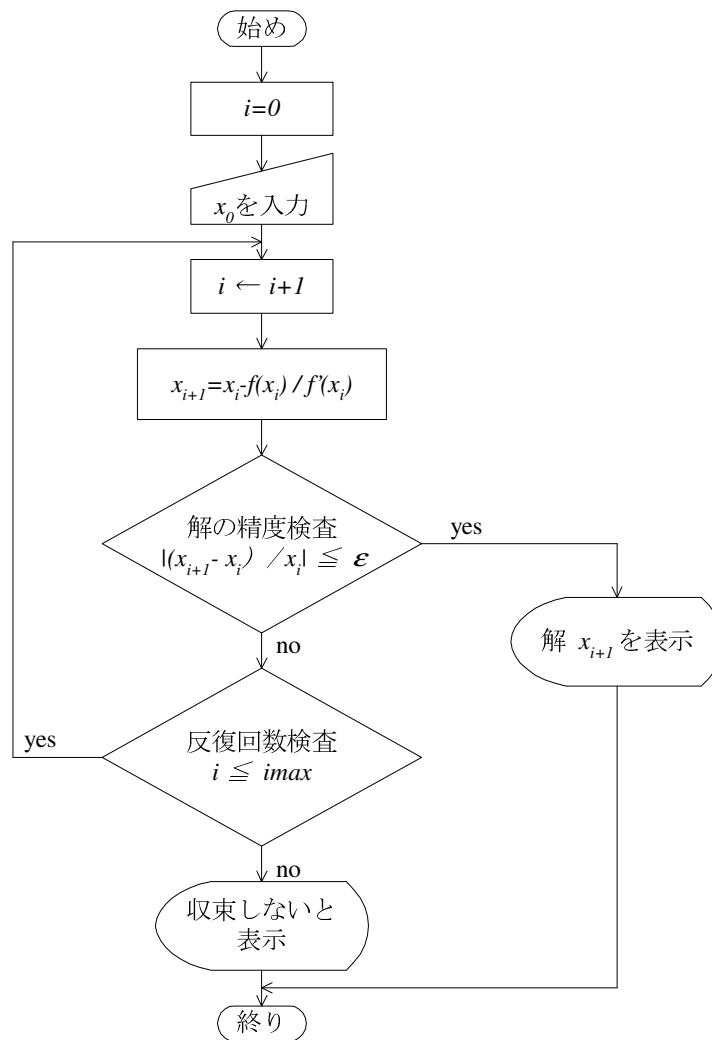 始め
i=0
x₀を入力
i ← i+1
xᵢ₊₁=xᵢ-f(xᵢ) / f'(xᵢ)
解の精度検査
|(xᵢ₊₁- xᵢ) ／xᵢ| ≦ ε
yes
no
解 xᵢ₊₁ を表示
反復回数検査
i ≦ imax
yes
no
収束しないと
表示
終り